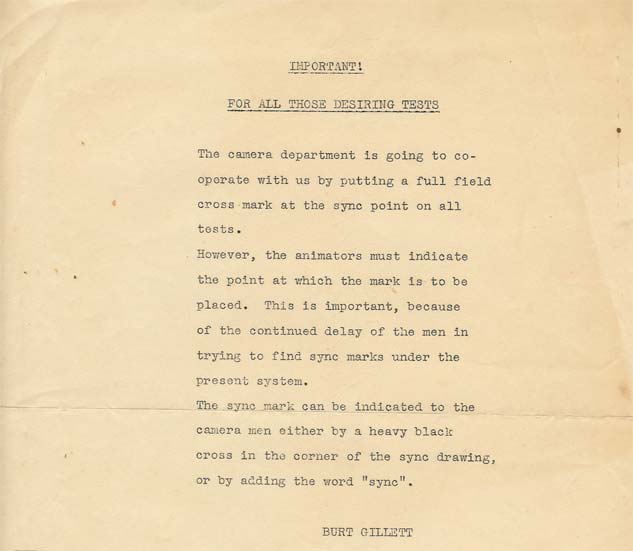 IMPORTANT!
FOR ALL THOSE DESIRING TESTS
The camera department is going to co-
operate with us by putting a full field
cross mark at the sync point on all
tests.
However, the animators must indicate
the point at which the mark is to be
placed.  This is important, because
of the continued delay of the men in
trying to find sync marks under the
present system.
The sync mark can be indicated to the
camera men either by a heavy black
cross in the corner of the sync drawing,
or by adding the word "sync".
BURT GILLETT